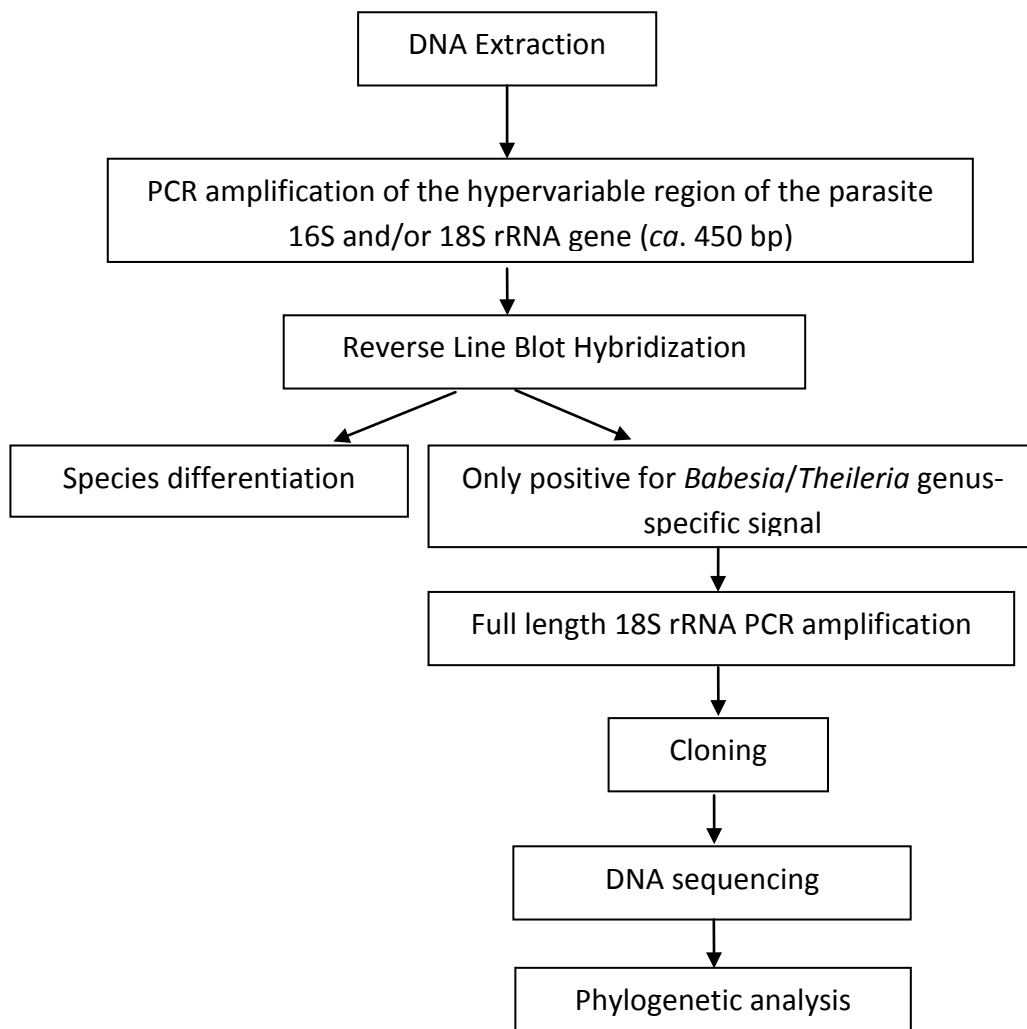 DNA Extraction
PCR amplification of the hypervariable region of the parasite
16S and/or 18S rRNA gene (ca. 450 bp)
Reverse Line Blot Hybridization
Species differentiation
Only positive for Babesia/Theileria genus-
specific signal
Full length 18S rRNA PCR amplification
Cloning
DNA sequencing
Phylogenetic analysis